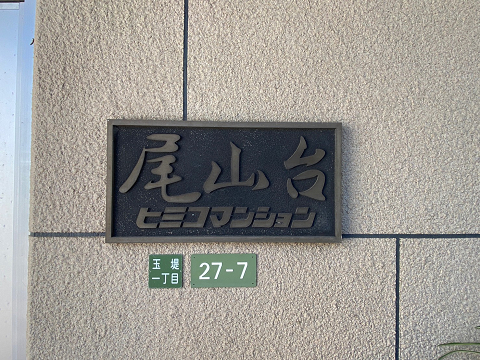 尾山台
ヒミコマンション
玉堤
一丁目
27-7